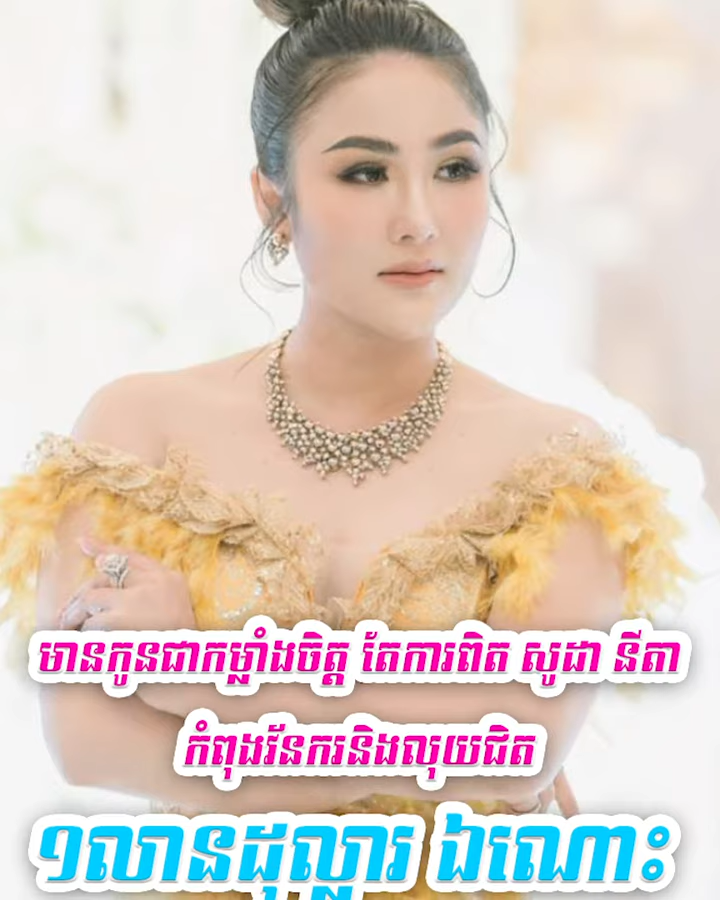 មានកូនជាកម្លាំងចិត្ត តែការពិត សូដា នីតា
កំពុងវ័នករនិងលុយជិត
១លានដុល្លារ ឯណោះ